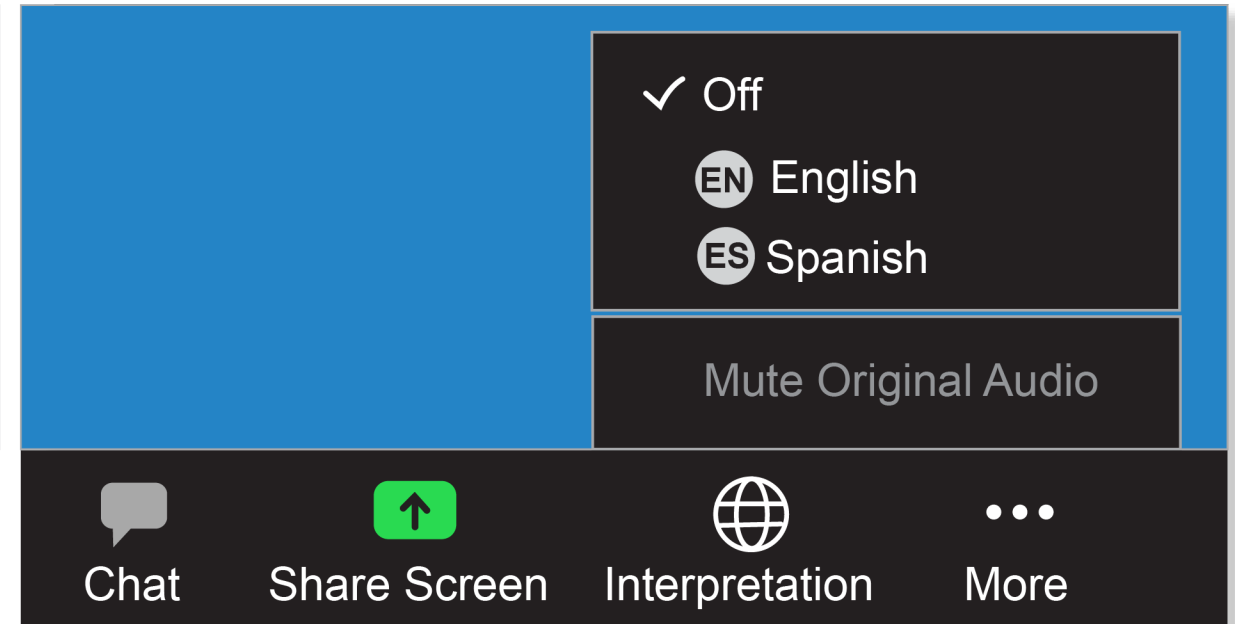 Off
EN English
ES Spanish
Mute Original Audio
Chat Share Screen Interpretation More